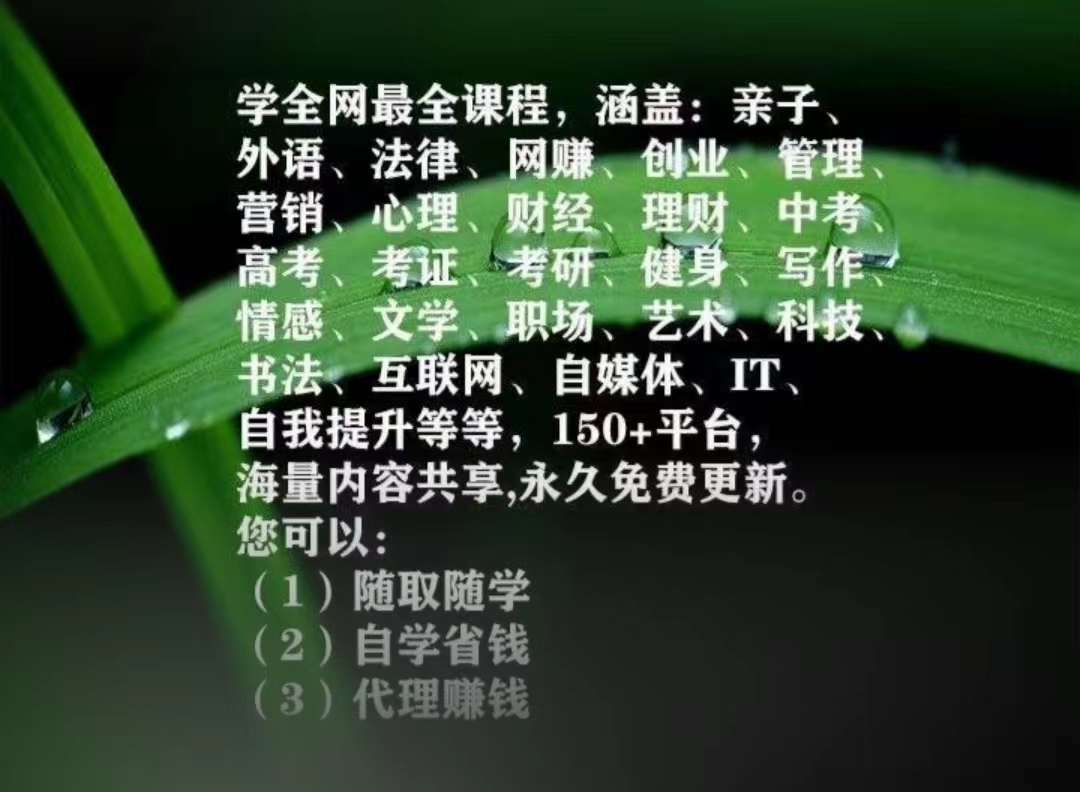 学全网最全课程，涵盖：亲子、
外语、法律、网赚、创业、管理、
营销、心理、财经、理财、中考、
高考、考证、考研、健身、写作、
情感、文学、职场、艺术、科技、
书法、互联网、自媒体、IT、
自我提升等等，150+平台，
海量内容共享,永久免费更新。
您可以：
（1）随取随学
（2）自学省钱
（3）代理赚钱